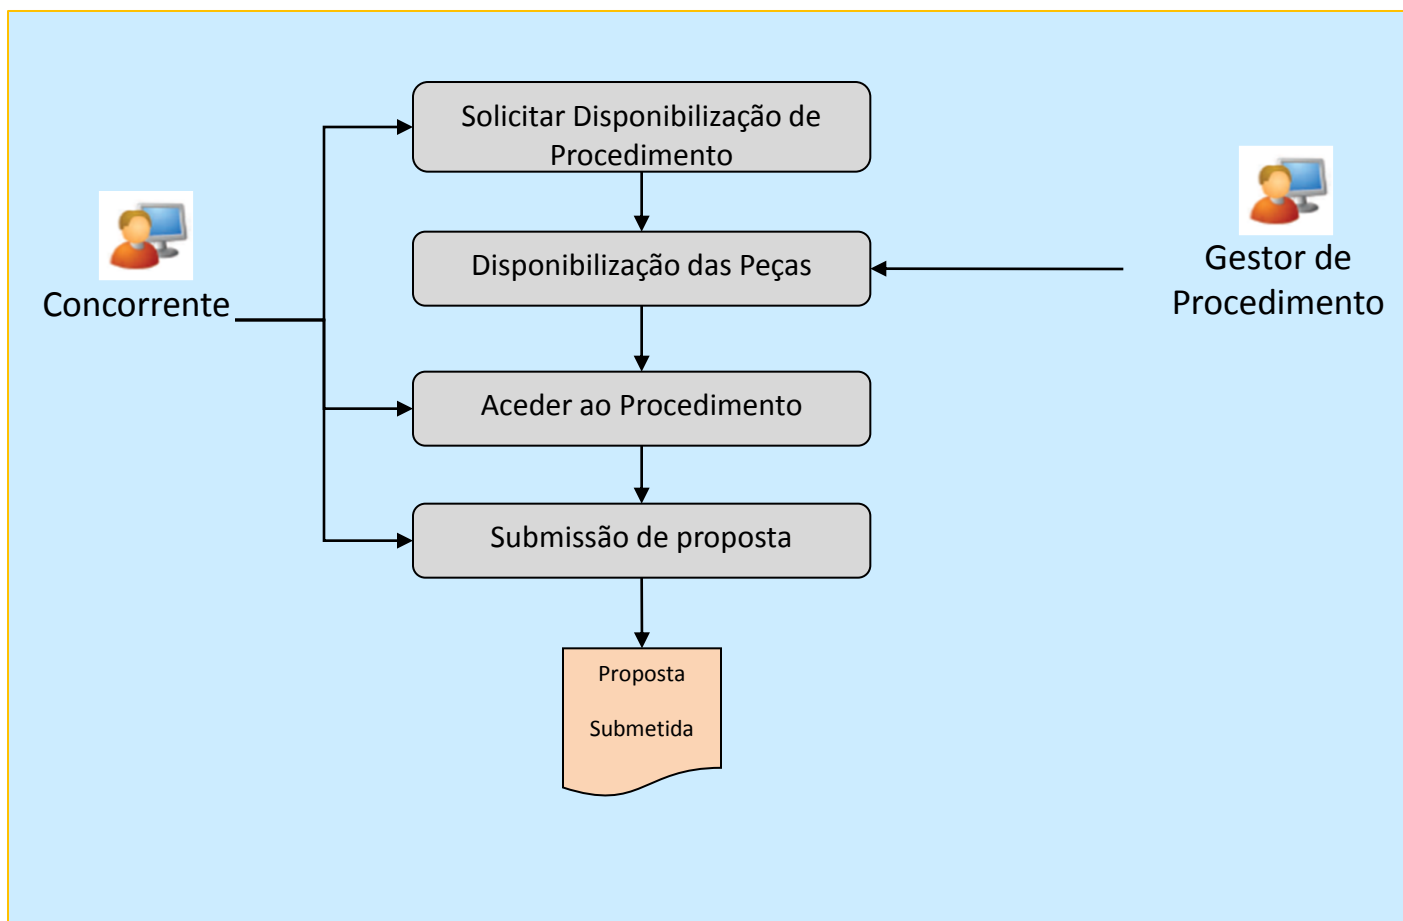 Solicitar Disponibilização de
Procedimento
Concorrente
Disponibilização das Peças
Gestor de
Procedimento
Aceder ao Procedimento
Submissão de proposta
Proposta
Submetida